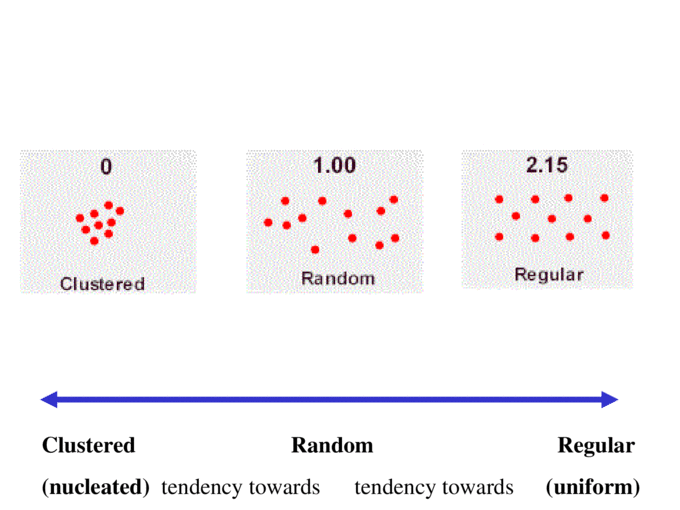 0 1.00 2.15
Clustered Random Regular
Clustered Random Regular
(nucleated) tendency towards tendency towards (uniform)